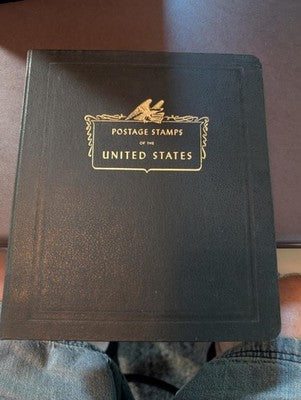 POSTAGE STAMPS
OF THE
UNITED STATES